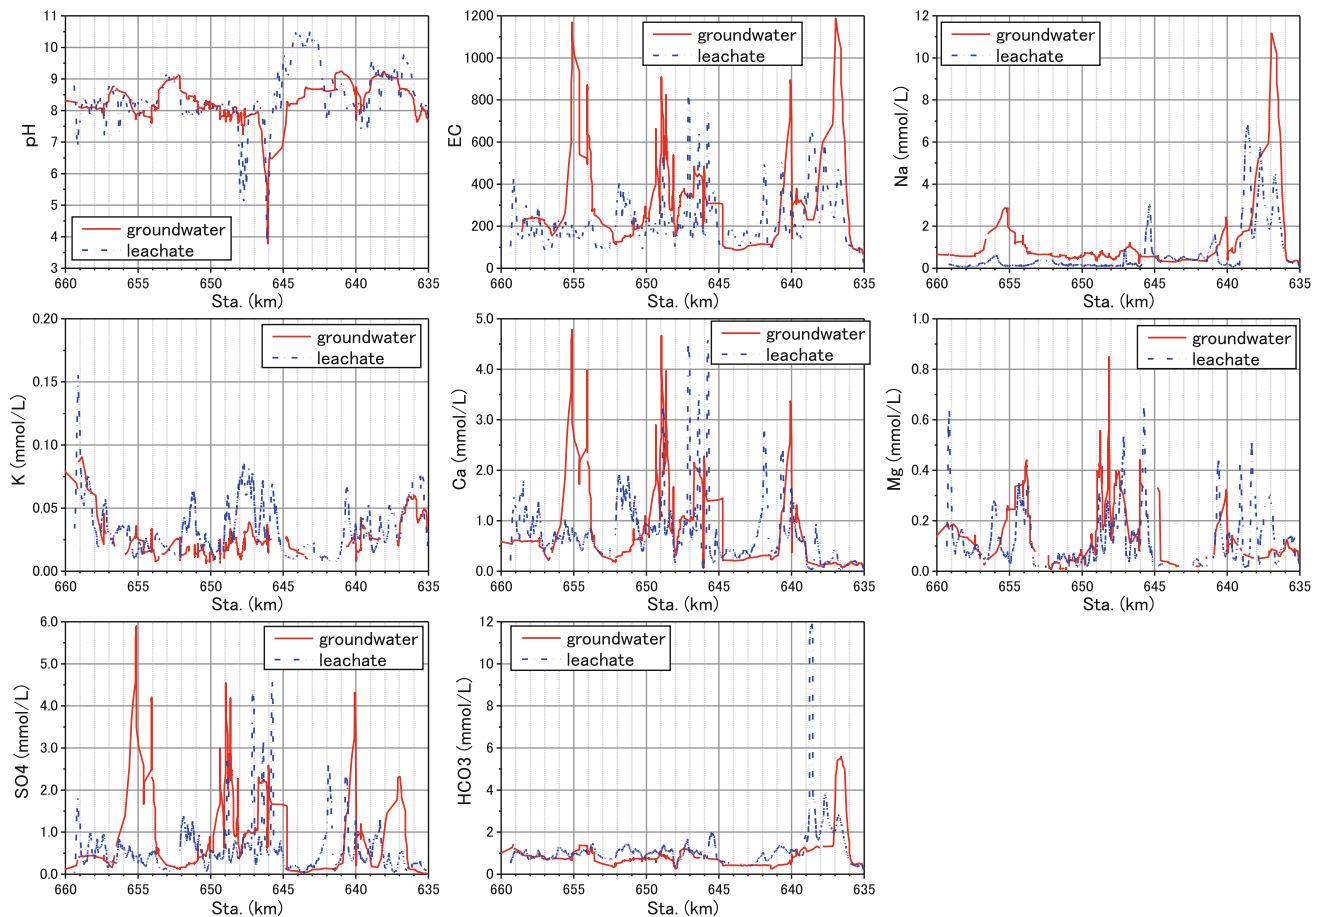 11
10
9
8
7
6
5
4
3
pH
groundwater
leachate
660 655 650 645 640 635
Sta. (km)
1200
1000
800
600
400
200
0
EC
groundwater
leachate
660 655 650 645 640 635
Sta. (km)
12
10
8
6
4
2
0
Na (mmol/L)
groundwater
leachate
660 655 650 645 640 635
Sta. (km)
0.20
0.15
0.10
0.05
0.00
K (mmol/L)
groundwater
leachate
660 655 650 645 640 635
Sta. (km)
5.0
4.0
3.0
2.0
1.0
0.0
Ca (mmol/L)
groundwater
leachate
660 655 650 645 640 635
Sta. (km)
1.0
0.8
0.6
0.4
0.2
0.0
Mg (mmol/L)
groundwater
leachate
660 655 650 645 640 635
Sta. (km)
6.0
5.0
4.0
3.0
2.0
1.0
0.0
SO4 (mmol/L)
groundwater
leachate
660 655 650 645 640 635
Sta. (km)
12
10
8
6
4
2
0
HCO3 (mmol/L)
groundwater
leachate
660 655 650 645 640 635
Sta. (km)